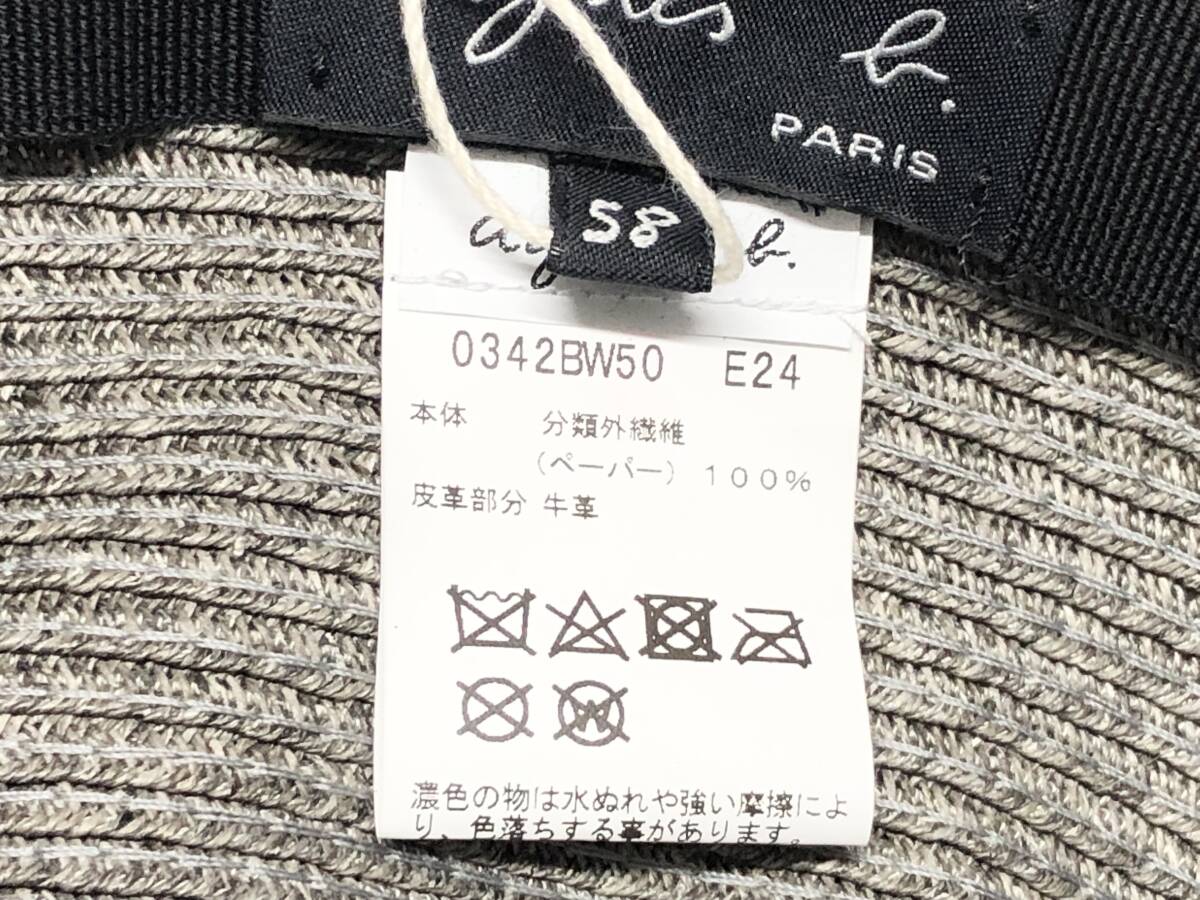 b.
PARIS
58
b.
0342BW50 E24
本体 分類外繊維
(ペーパー) 100%
皮革部分 牛革
W
濃色の物は水ぬれや強い摩擦によ
り、色落ちする事があります。